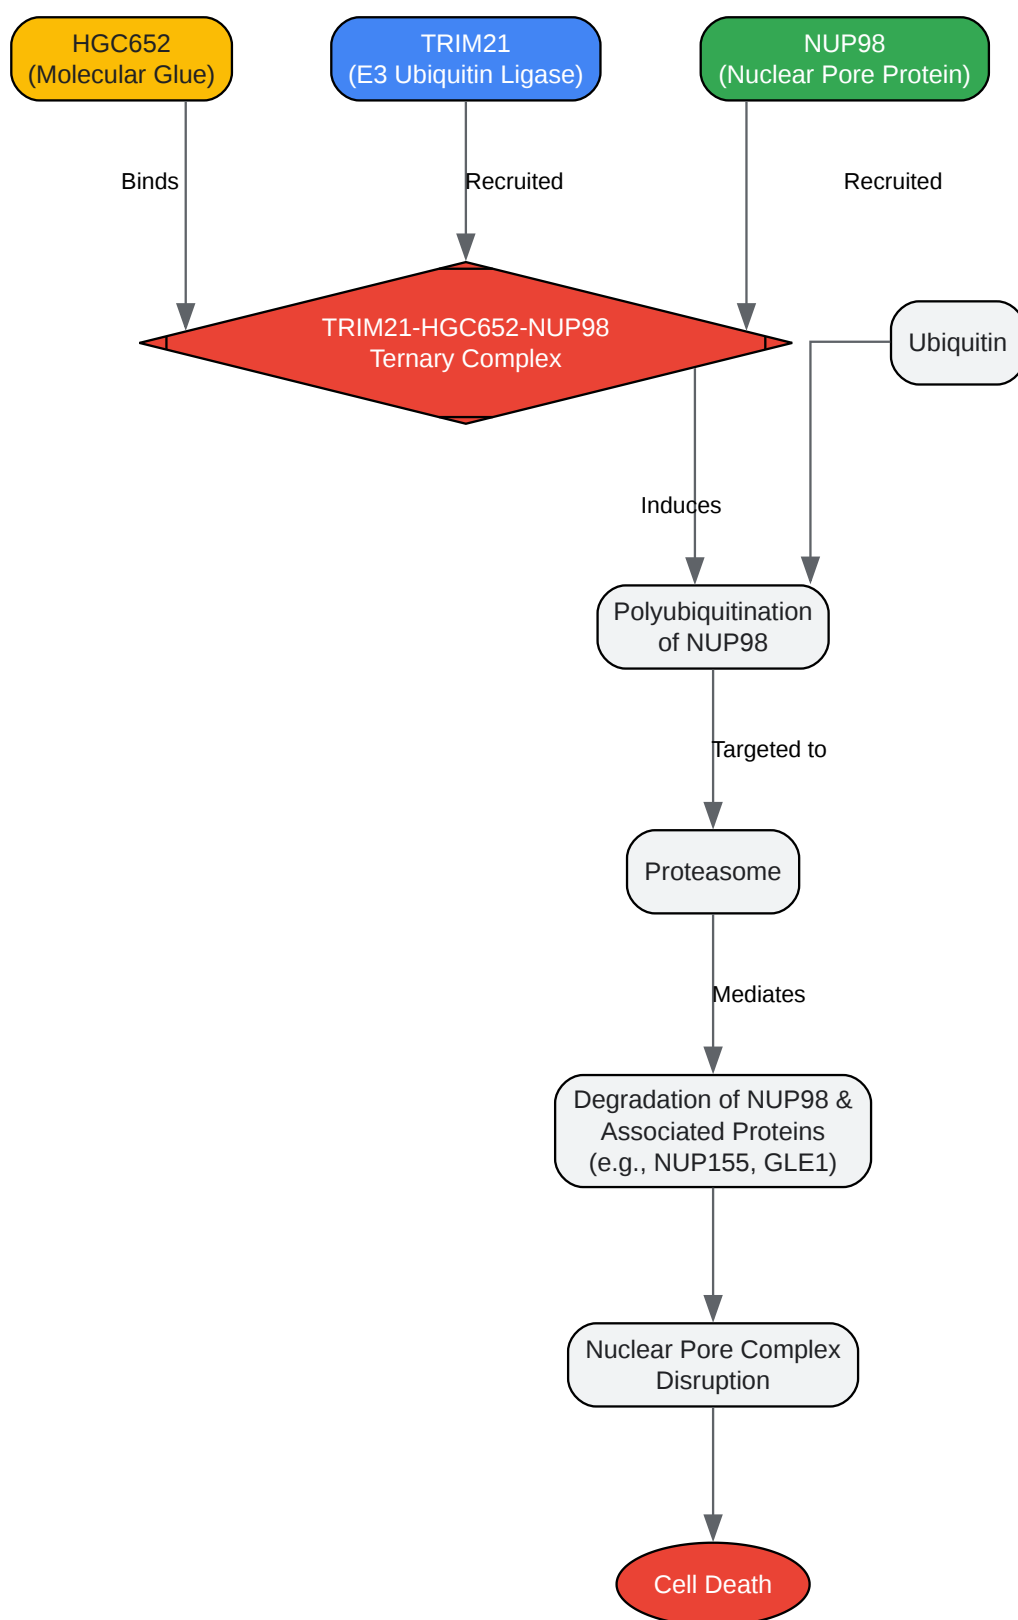 HGC652
(Molecular Glue)
TRIM21
(E3 Ubiquitin Ligase)
NUP98
(Nuclear Pore Protein)
Binds
Recruited
Recruited
TRIM21-HGC652-NUP98
Ternary Complex
Ubiquitin
Induces
Polyubiquitination
of NUP98
Targeted to
Proteasome
Mediates
Degradation of NUP98 &
Associated Proteins
(e.g., NUP155, GLE1)
Nuclear Pore Complex
Disruption
Cell Death